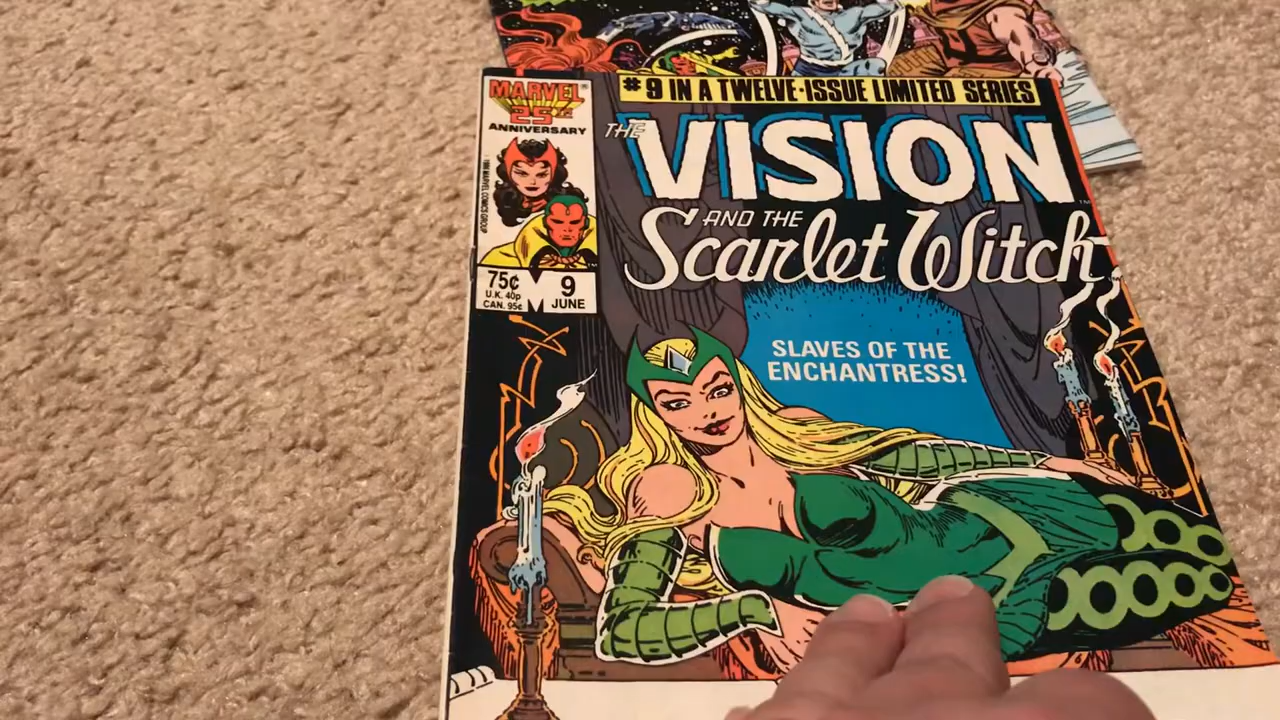 # 9 IN A TWELVE-ISSUE LIMITED SERIES
MARVEL
25TH
ANNIVERSARY
THE VISION
AND THE
Scarlet Witch
1986 MARVEL COMICS GROUP
75¢
U.K. 40p
CAN. 95¢
M
9
JUNE
SLAVES OF THE
ENCHANTRESS!